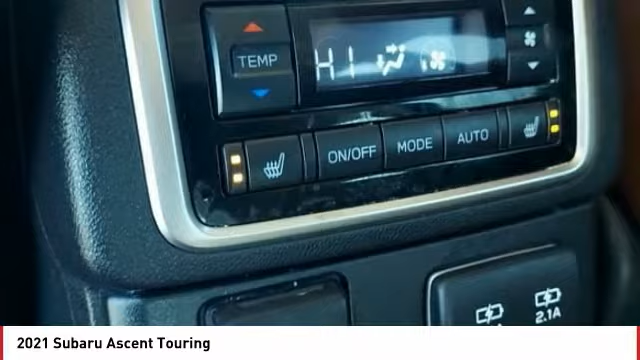 TEMP
HI
ON/OFF
MODE
AUTO
2.1A
2021 Subaru Ascent Touring